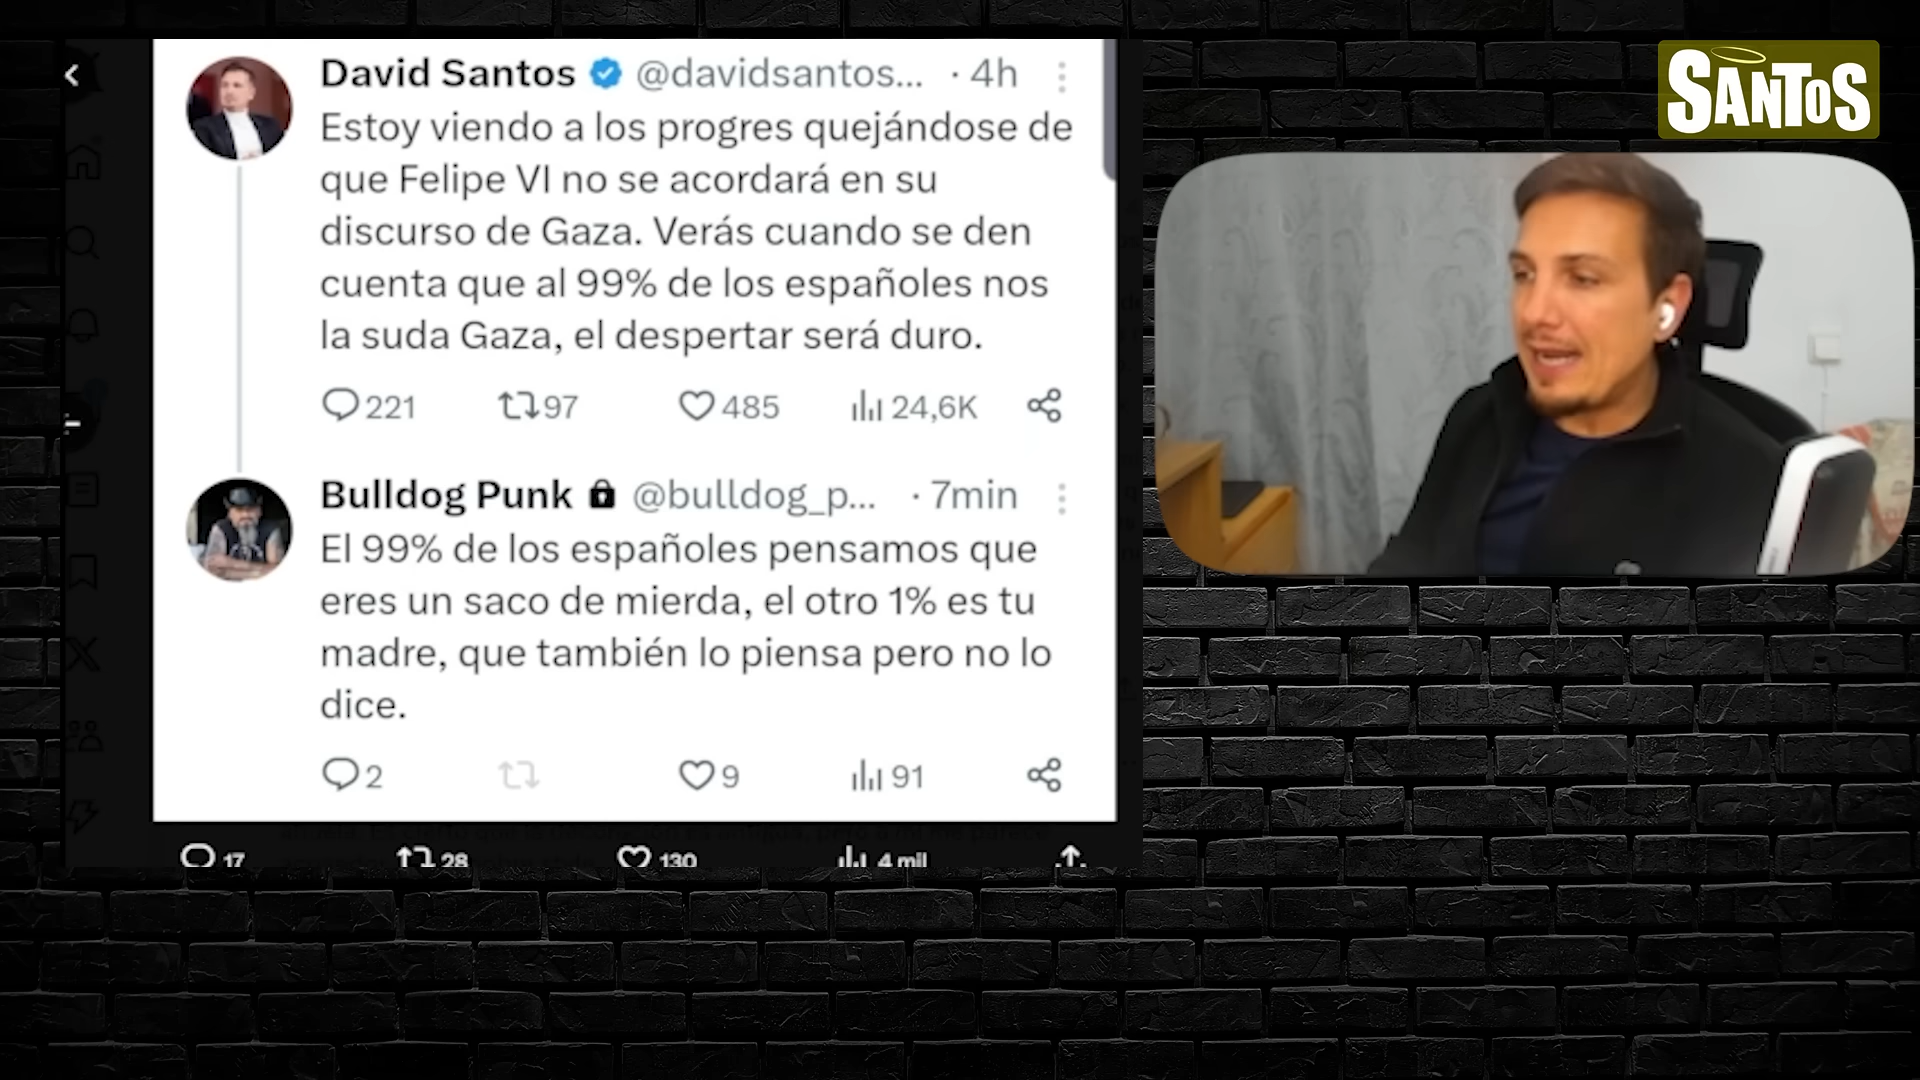 David Santos @davidsantos... · 4h
Estoy viendo a los progres quejándose de
que Felipe VI no se acordará en su
discurso de Gaza. Verás cuando se den
cuenta que al 99% de los españoles nos
la suda Gaza, el despertar será duro.
221 97 485 24,6K
Bulldog Punk @bulldog_p... · 7min
El 99% de los españoles pensamos que
eres un saco de mierda, el otro 1% es tu
madre, que también lo piensa pero no lo
dice.
2 9 91
17 28 130 4 mil
SANTOS